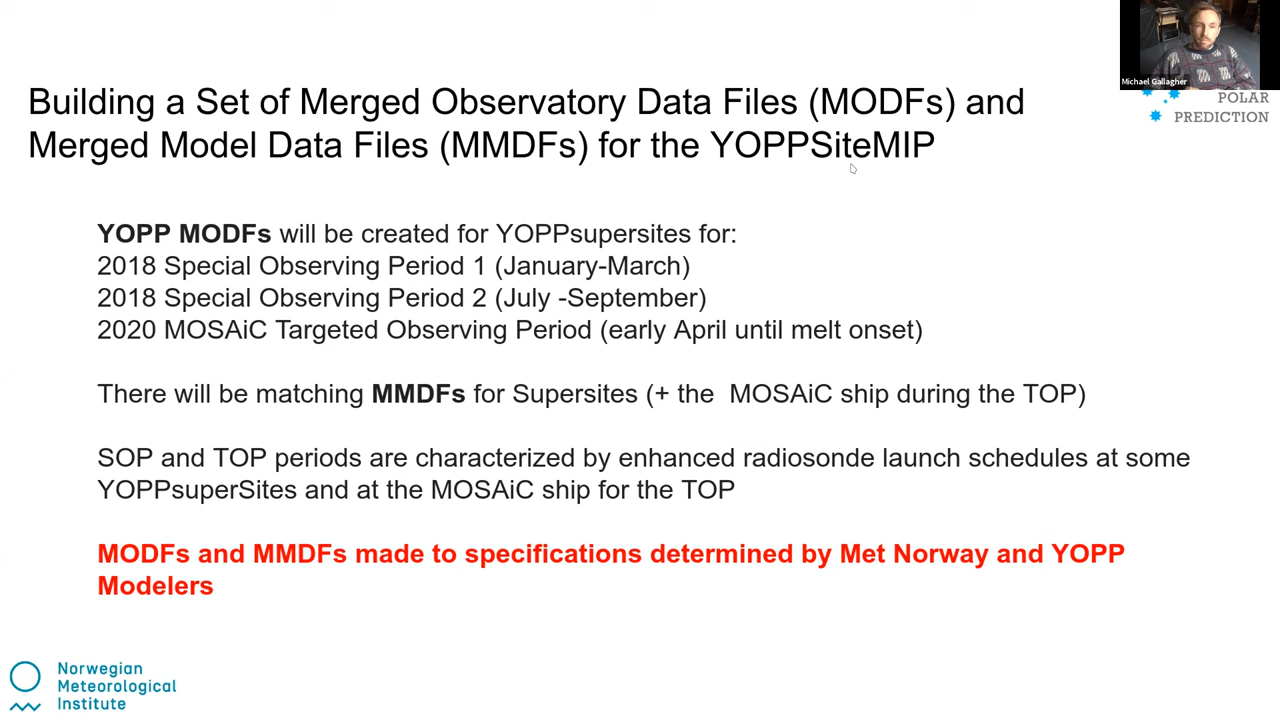 Michael Gallagher
POLAR
PREDICTION
Building a Set of Merged Observatory Data Files (MODFs) and
Merged Model Data Files (MMDFs) for the YOPPSiteMIP
YOPP MODFs will be created for YOPPsupersites for:
2018 Special Observing Period 1 (January-March)
2018 Special Observing Period 2 (July -September)
2020 MOSAiC Targeted Observing Period (early April until melt onset)
There will be matching MMDFs for Supersites (+ the  MOSAiC ship during the TOP)
SOP and TOP periods are characterized by enhanced radiosonde launch schedules at some
YOPPsuperSites and at the MOSAiC ship for the TOP
MODFs and MMDFs made to specifications determined by Met Norway and YOPP
Modelers
Norwegian
Meteorological
Institute